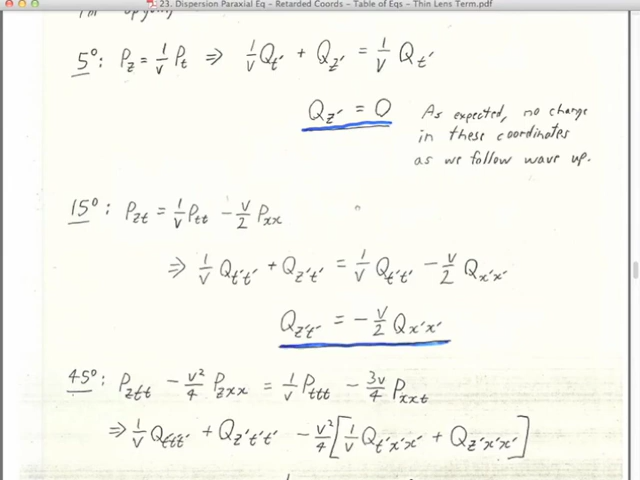 23. Dispersion Paraxial Eq - Retarded Coords - Table of Eqs - Thin Lens Term.pdf
5°: P_z = 1/v P_t ⇒ 1/v Q_t' + Q_z' = 1/v Q_t'
Q_z' = 0
As expected, no change
in these coordinates
as we follow wave up.
15°: P_zt = 1/v P_tt - v/2 P_xx
⇒ 1/v Q_t't' + Q_z't' = 1/v Q_t't' - v/2 Q_x'x'
Q_z't' = - v/2 Q_x'x'
45°: P_ztt - v²/4 P_zxx = 1/v P_ttt - 3v/4 P_xxt
⇒ 1/v Q_t't't' + Q_z't't' - v²/4 [ 1/v Q_t'x'x' + Q_z'x'x' ]